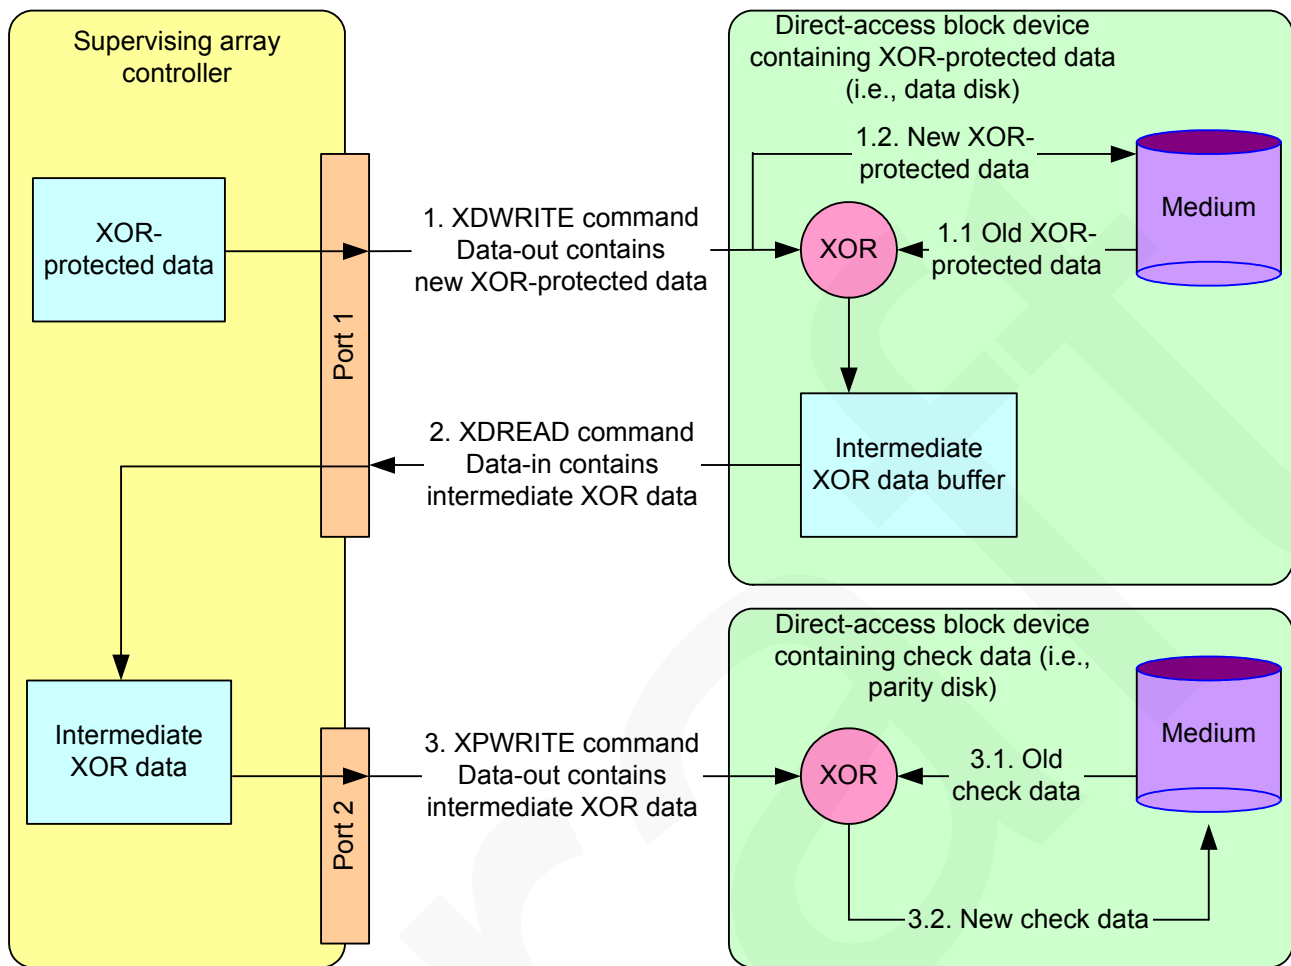 Supervising array
controller
XOR-
protected data
Port 1
1. XDWRITE command
Data-out contains
new XOR-protected data
2. XDREAD command
Data-in contains
intermediate XOR data
Intermediate
XOR data
Port 2
3. XPWRITE command
Data-out contains
intermediate XOR data
Direct-access block device
containing XOR-protected data
(i.e., data disk)
1.2. New XOR-
protected data
XOR
1.1 Old XOR-
protected data
Medium
Intermediate
XOR data buffer
Direct-access block device
containing check data (i.e.,
parity disk)
XOR
3.1. Old
check data
Medium
3.2. New check data